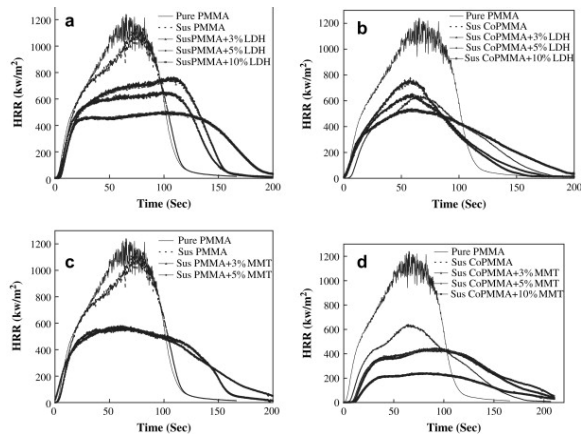 a
Pure PMMA
Sus PMMA
SusPMMA+3% LDH
SusPMMA+5% LDH
SusPMMA+10% LDH
HRR (kw/m²)
1200
1000
800
600
400
200
0
0 50 100 150 200
Time (Sec)
b
Pure PMMA
Sus CoPMMA
Sus CoPMMA+3% LDH
Sus CoPMMA+5% LDH
Sus CoPMMA+10% LDH
HRR (kw/m²)
1200
1000
800
600
400
200
0
0 50 100 150 200
Time (Sec)
c
Pure PMMA
Sus PMMA
Sus PMMA+3% MMT
Sus PMMA+5% MMT
HRR (kw/m²)
1200
1000
800
600
400
200
0
0 50 100 150 200
Time (Sec)
d
Pure PMMA
Sus CoPMMA
Sus CoPMMA+3% MMT
Sus CoPMMA+5% MMT
Sus CoPMMA+10% MMT
HRR (kw/m²)
1200
1000
800
600
400
200
0
0 50 100 150 200
Time (Sec)